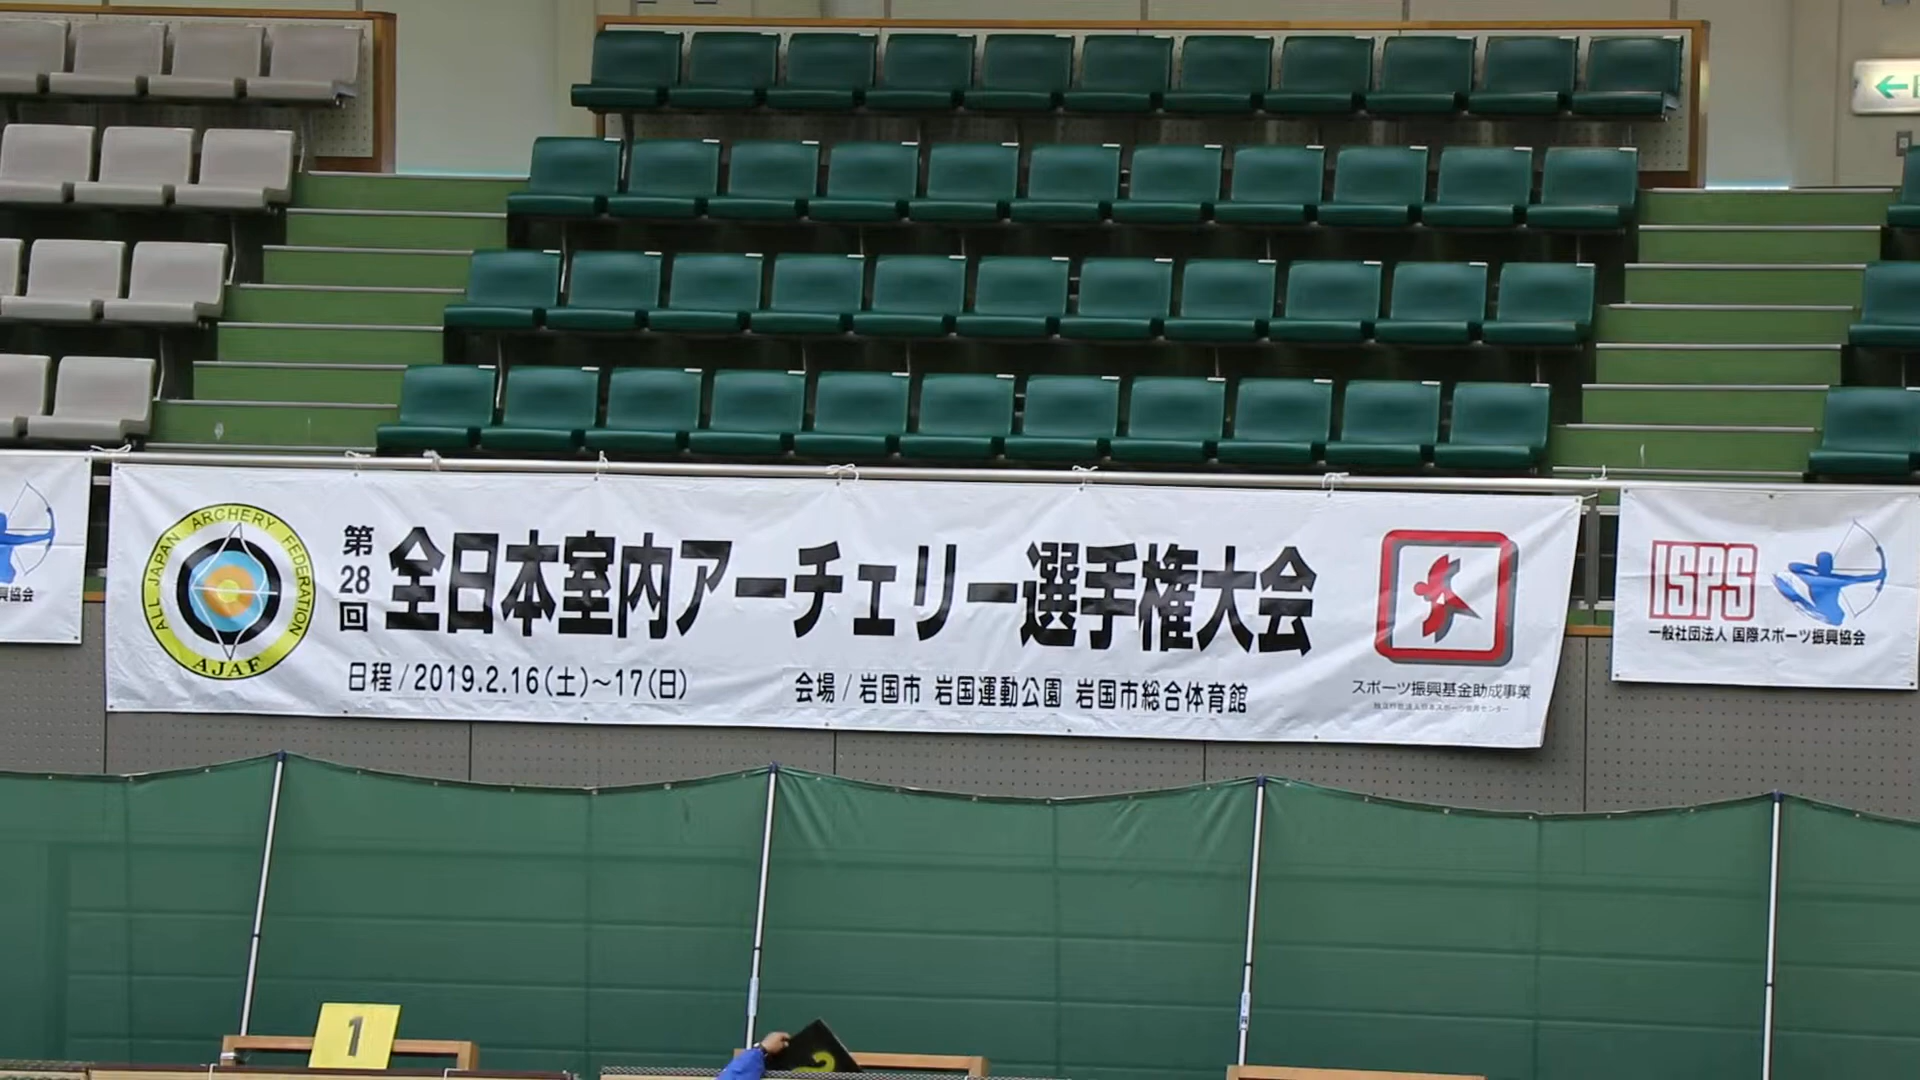 ALL JAPAN ARCHERY FEDERATION
AJAF
第28回
全日本室内アーチェリー選手権大会
日程/2019.2.16(土)〜17(日)
会場/岩国市 岩国運動公園 岩国市総合体育館
スポーツ振興基金助成事業
興協会
ISPS
一般社団法人 国際スポーツ振興協会
←
1
2